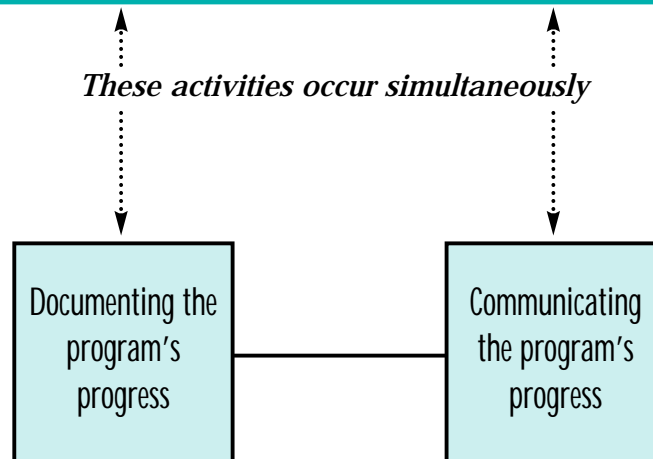 These activities occur simultaneously
Documenting the
program's
progress
Communicating
the program's
progress